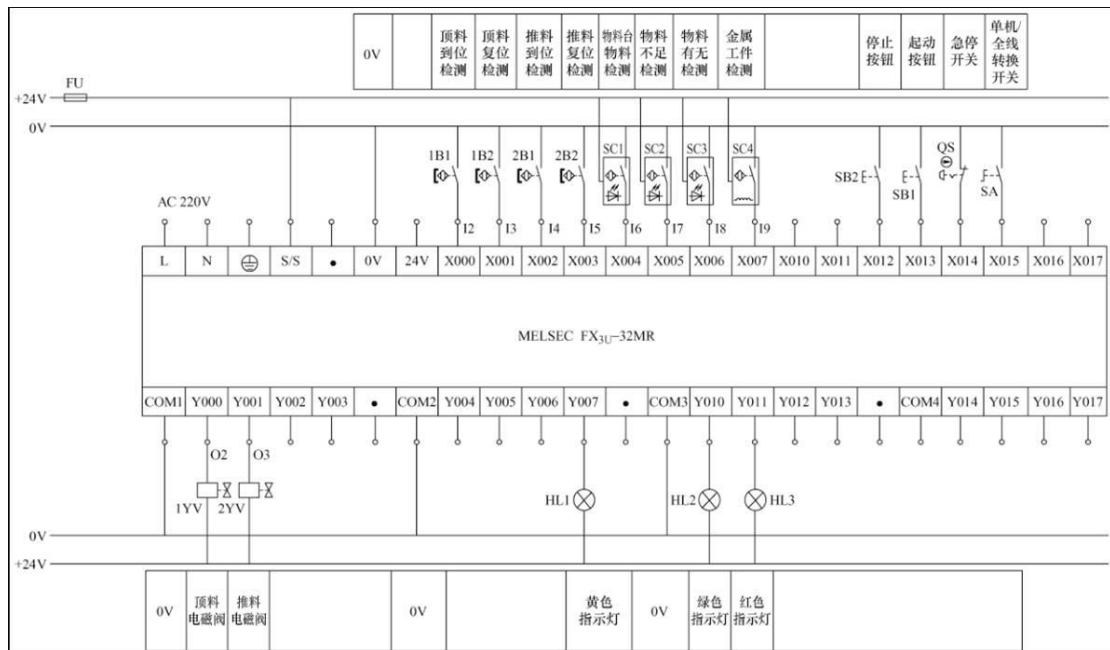 0V
顶料
到位
检测
顶料
复位
检测
推料
到位
检测
推料
复位
检测
物料台
物料
检测
物料
不足
检测
物料
有无
检测
金属
工件
检测
停止
按钮
起动
按钮
急停
开关
单机/
全线
转换
开关
FU
+24V
0V
1B1
1B2
2B1
2B2
SC1
SC2
SC3
SC4
SB2
SB1
QS
SA
AC 220V
I2
I3
I4
I5
I6
I7
I8
I9
L
N
S/S
•
0V
24V
X000
X001
X002
X003
X004
X005
X006
X007
X010
X011
X012
X013
X014
X015
X016
X017
MELSEC FX3U-32MR
COM1
Y000
Y001
Y002
Y003
•
COM2
Y004
Y005
Y006
Y007
•
COM3
Y010
Y011
Y012
Y013
•
COM4
Y014
Y015
Y016
Y017
O2
O3
1YV
2YV
HL1
HL2
HL3
0V
+24V
0V
顶料
电磁阀
推料
电磁阀
0V
黄色
指示灯
0V
绿色
指示灯
红色
指示灯